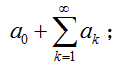 a₀ + ∑_{k=1}^{∞} aₖ ;